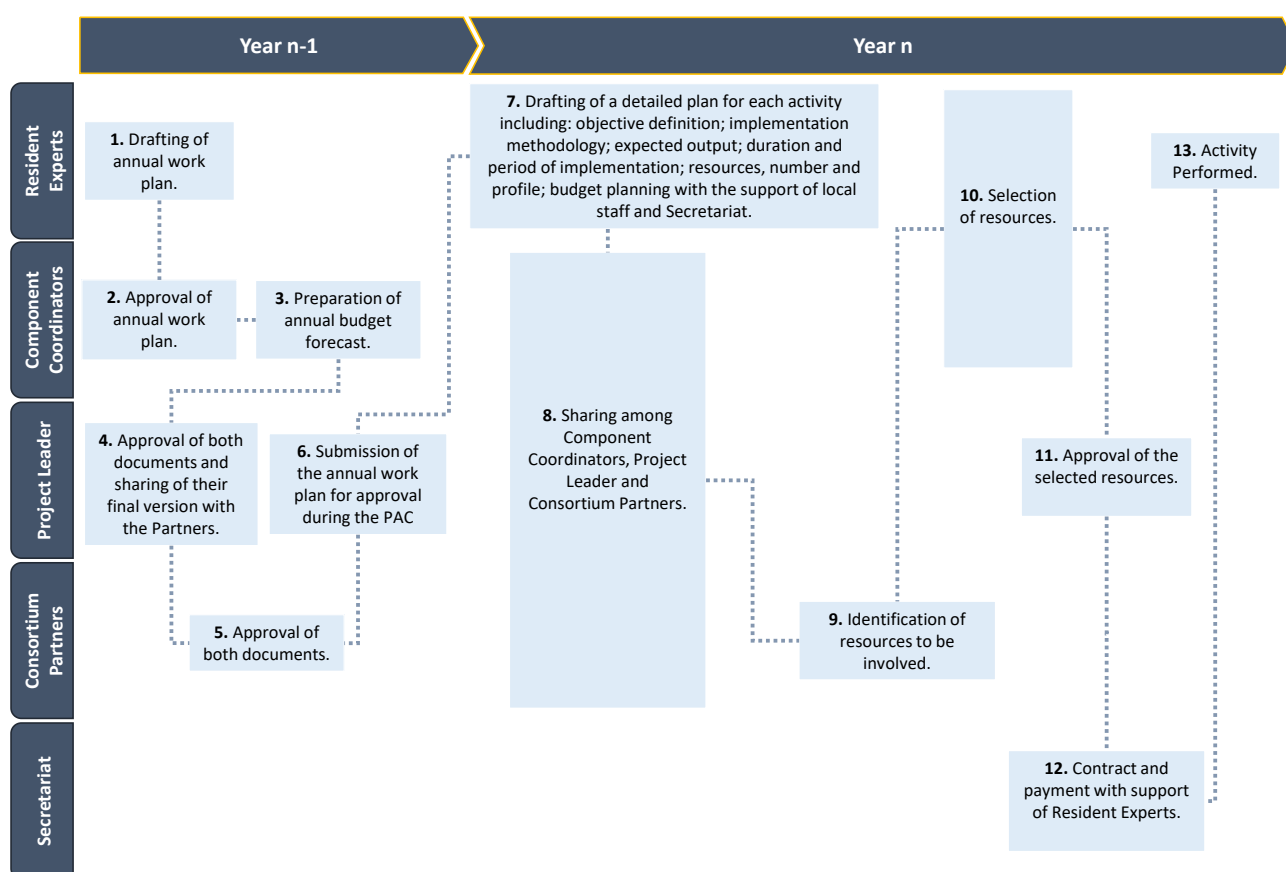 Year n-1
Year n
Resident
Experts
1. Drafting of
annual work
plan.
7. Drafting of a detailed plan for each activity
including: objective definition; implementation
methodology; expected output; duration and
period of implementation; resources, number and
profile; budget planning with the support of local
staff and Secretariat.
10. Selection
of resources.
13. Activity
Performed.
Component
Coordinators
2. Approval of
annual work
plan.
3. Preparation of
annual budget
forecast.
Project Leader
4. Approval of both
documents and
sharing of their
final version with
the Partners.
6. Submission of
the annual work
plan for approval
during the PAC
8. Sharing among
Component
Coordinators, Project
Leader and
Consortium Partners.
11. Approval of the
selected resources.
Consortium
Partners
5. Approval of
both documents.
9. Identification of
resources to be
involved.
Secretariat
12. Contract and
payment with support
of Resident Experts.